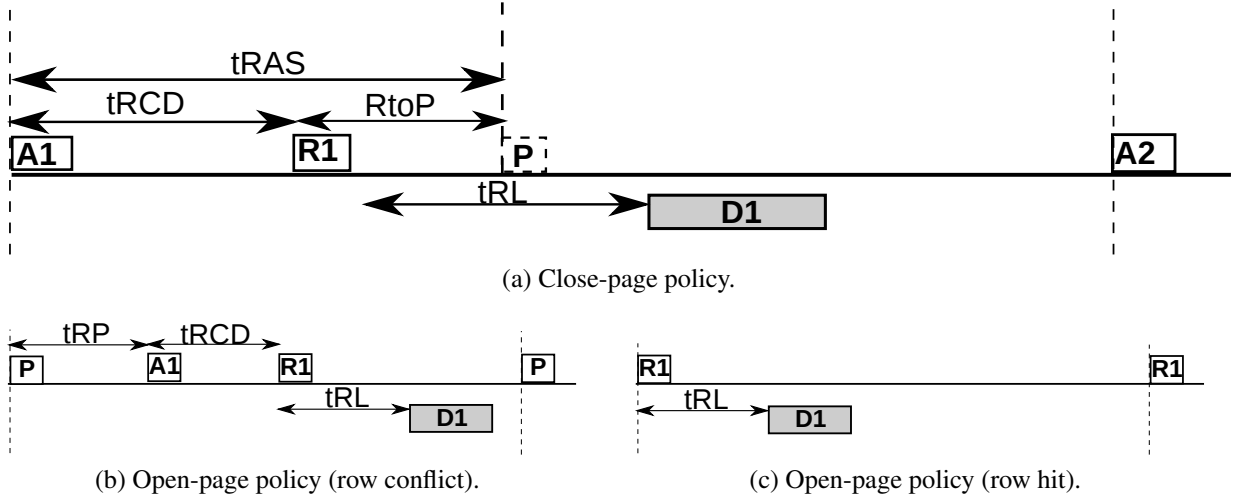 tRAS
tRCD RtoP
A1 R1 P A2
tRL D1
(a) Close-page policy.
tRP tRCD
P A1 R1 P
tRL D1
(b) Open-page policy (row conflict).
R1 R1
tRL D1
(c) Open-page policy (row hit).